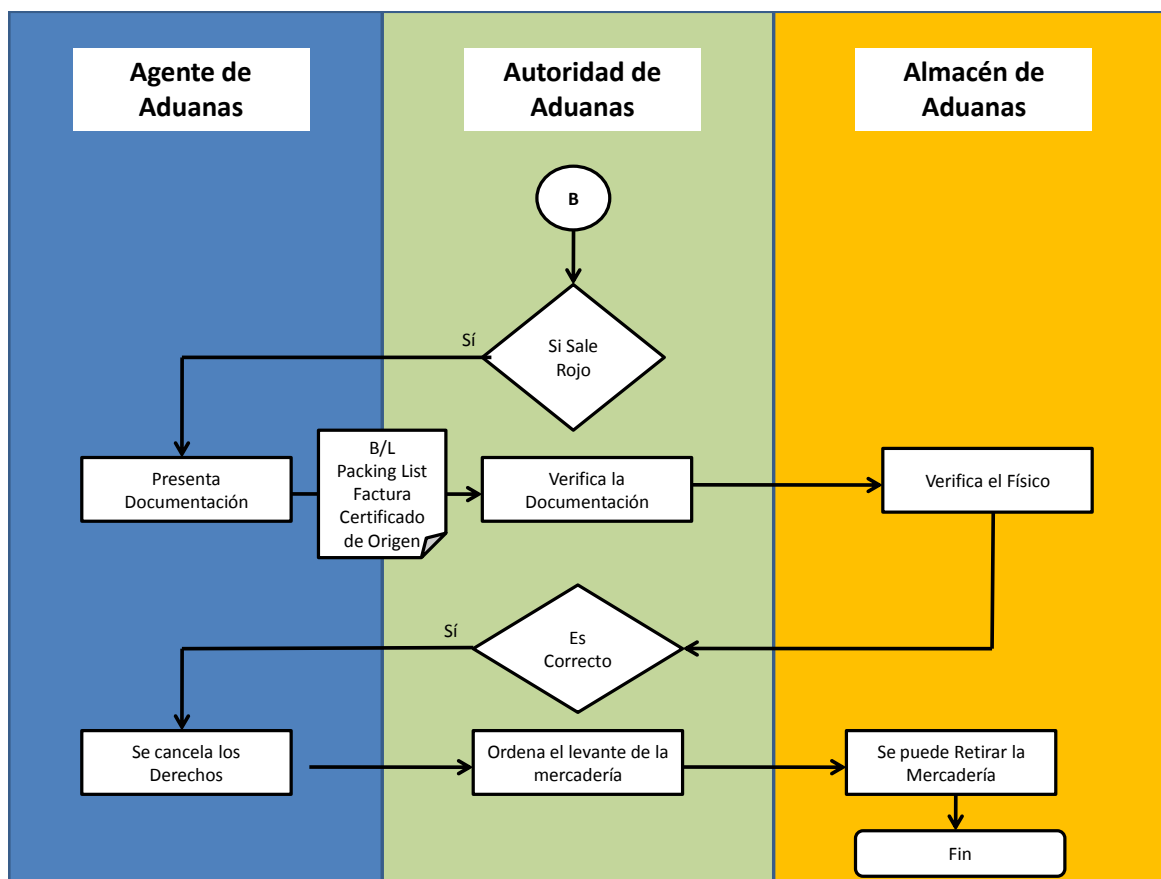 Agente de
Aduanas
Autoridad de
Aduanas
Almacén de
Aduanas
B
Sí
Si Sale
Rojo
Presenta
Documentación
B/L
Packing List
Factura
Certificado
de Origen
Verifica la
Documentación
Verifica el Físico
Sí
Es
Correcto
Se cancela los
Derechos
Ordena el levante de la
mercadería
Se puede Retirar la
Mercadería
Fin